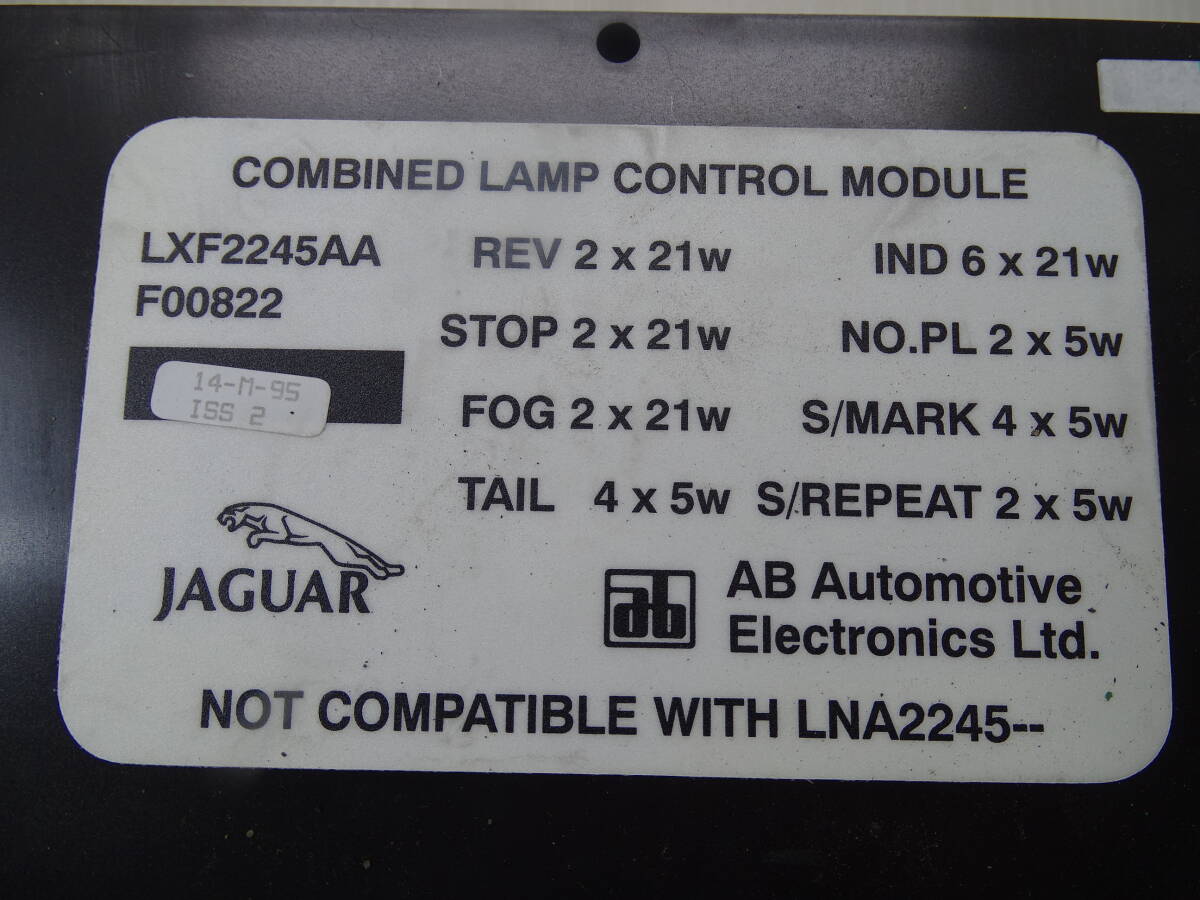 COMBINED LAMP CONTROL MODULE
LXF2245AA
F00822
14-M-95
ISS 2
REV 2 x 21w
IND 6 x 21w
STOP 2 x 21w
NO.PL 2 x 5w
FOG 2 x 21w
S/MARK 4 x 5w
TAIL 4 x 5w
S/REPEAT 2 x 5w
JAGUAR
ab
AB Automotive
Electronics Ltd.
NOT COMPATIBLE WITH LNA2245--